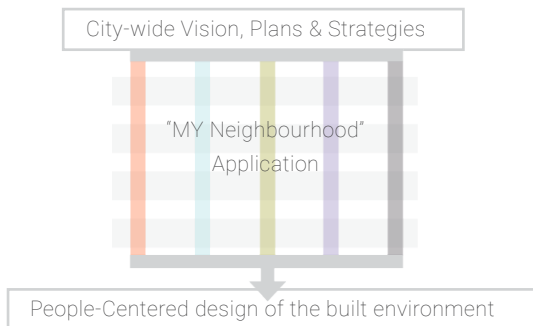 City-wide Vision, Plans & Strategies
“MY Neighbourhood”
Application
People-Centered design of the built environment